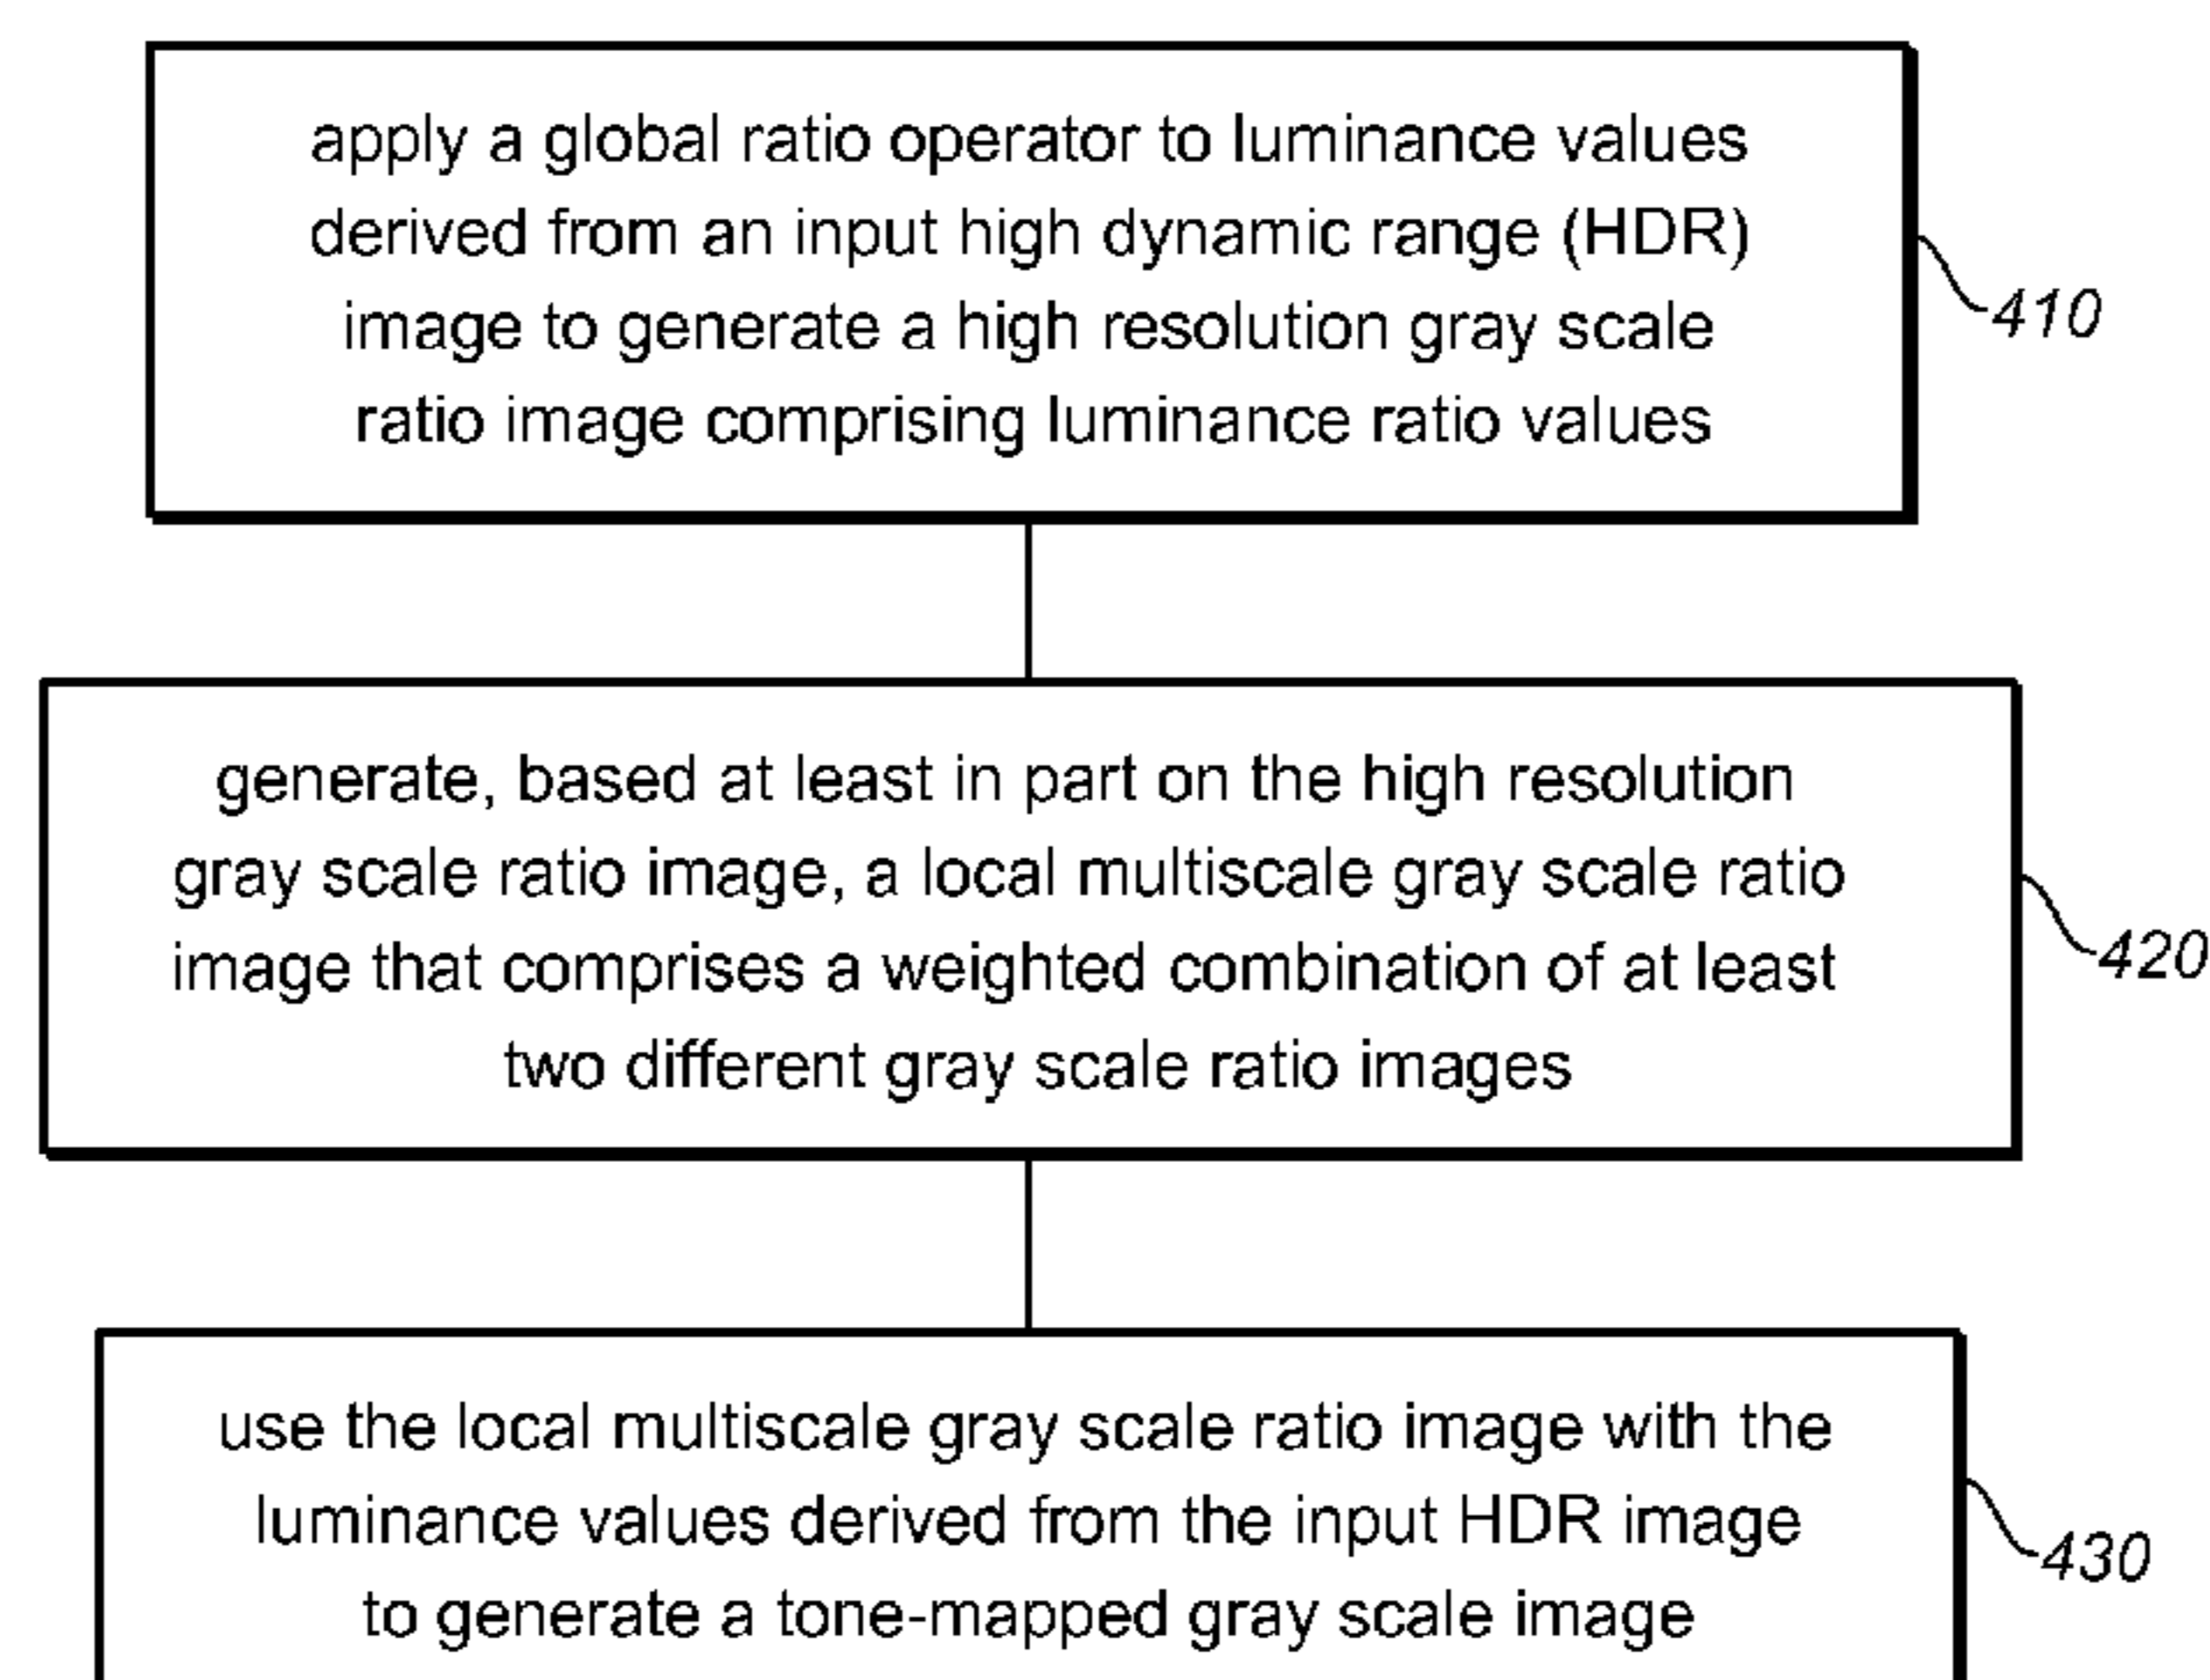 apply a global ratio operator to luminance values
derived from an input high dynamic range (HDR)
image to generate a high resolution gray scale
ratio image comprising luminance ratio values
410
generate, based at least in part on the high resolution
gray scale ratio image, a local multiscale gray scale ratio
image that comprises a weighted combination of at least
two different gray scale ratio images
420
use the local multiscale gray scale ratio image with the
luminance values derived from the input HDR image
to generate a tone-mapped gray scale image
430